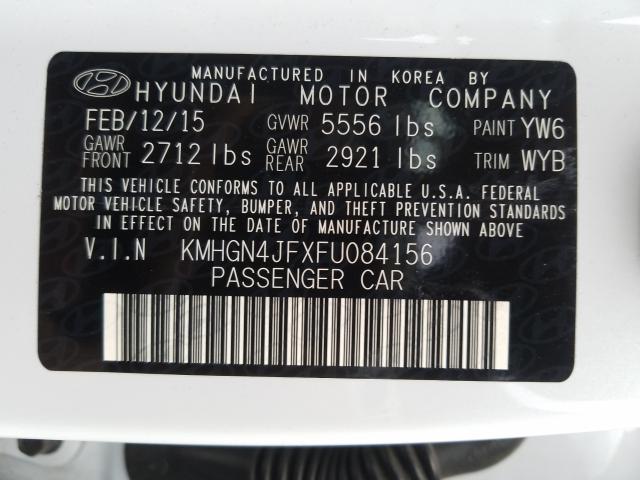 MANUFACTURED IN KOREA BY
HYUNDAI MOTOR COMPANY
FEB/12/15 GVWR 5556 lbs PAINT YW6
GAWR FRONT 2712 lbs GAWR REAR 2921 lbs TRIM WYB
THIS VEHICLE CONFORMS TO ALL APPLICABLE U.S.A. FEDERAL
MOTOR VEHICLE SAFETY, BUMPER, AND THEFT PREVENTION STANDARDS
IN EFFECT ON THE DATE OF MANUFACTURE SHOWN ABOVE.
V.I.N KMHGN4JFXFU084156
PASSENGER CAR